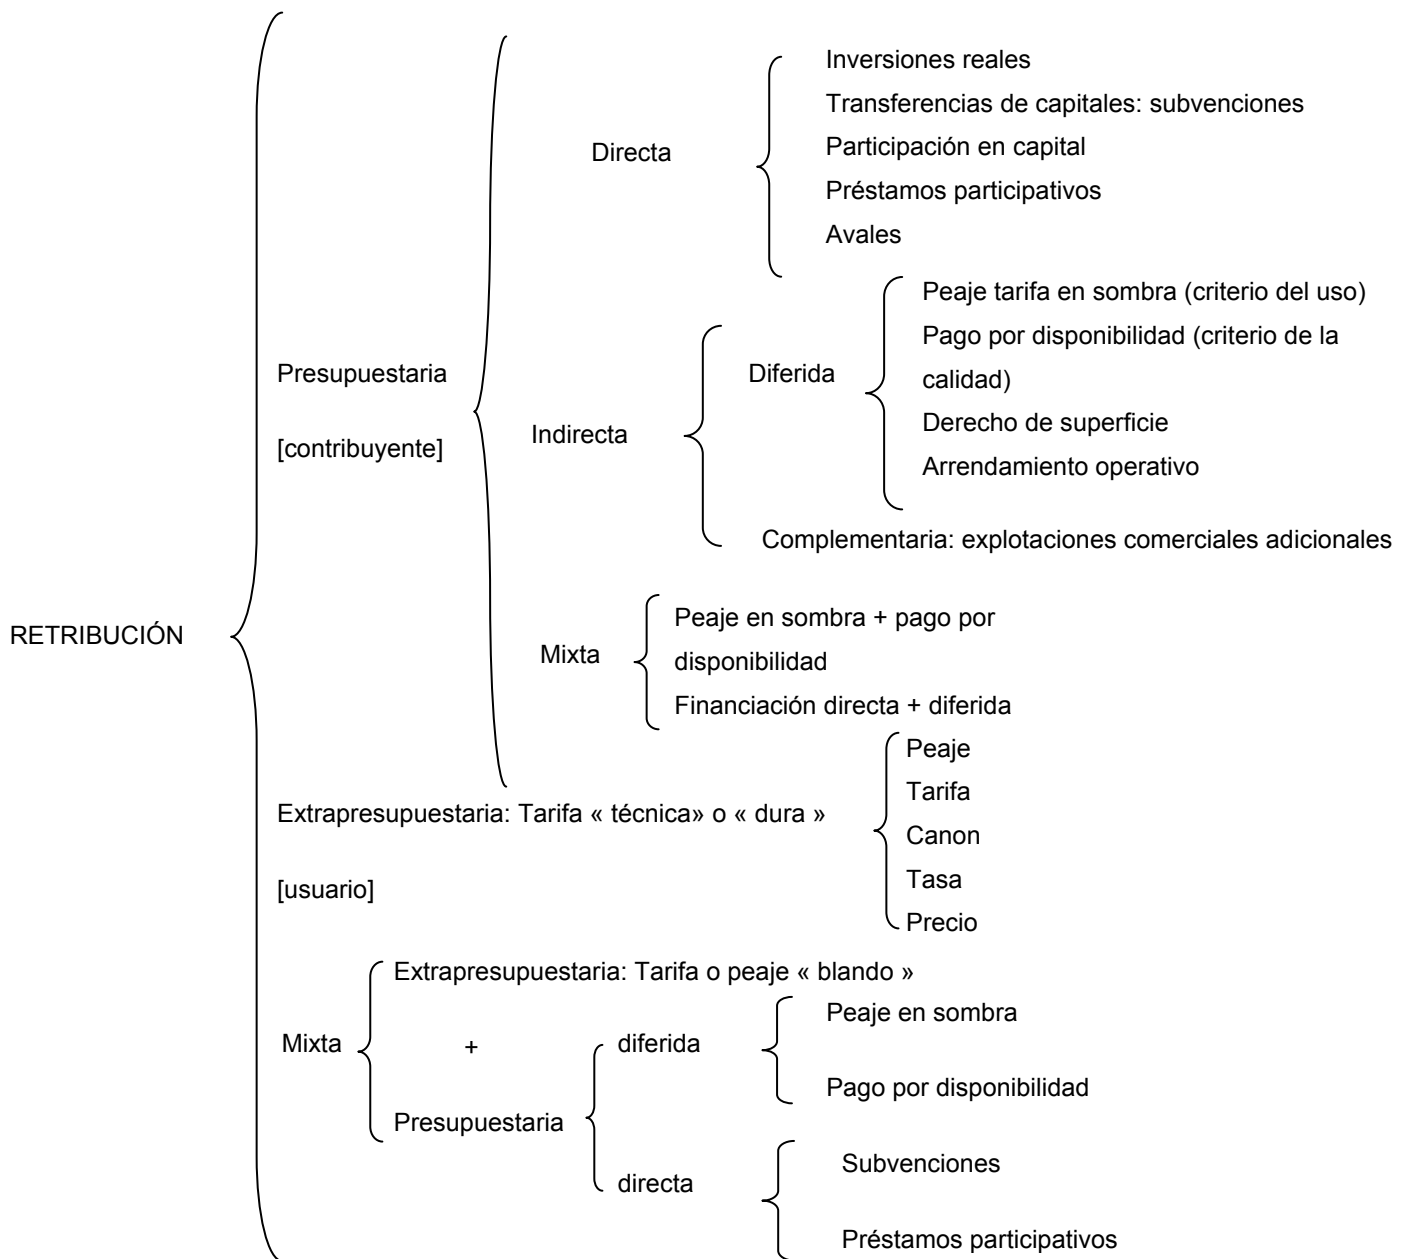 Inversiones reales
Transferencias de capitales: subvenciones
Directa
Participación en capital
Préstamos participativos
Avales
Peaje tarifa en sombra (criterio del uso)
Pago por disponibilidad (criterio de la
calidad)
Presupuestaria
Diferida
Derecho de superficie
[contribuyente]
Indirecta
Arrendamiento operativo
Complementaria: explotaciones comerciales adicionales
RETRIBUCIÓN
Peaje en sombra + pago por
Mixta
disponibilidad
Financiación directa + diferida
Peaje
Tarifa
Extrapresupuestaria: Tarifa « técnica» o « dura »
Canon
Tasa
[usuario]
Precio
Extrapresupuestaria: Tarifa o peaje « blando »
Peaje en sombra
Mixta
+
diferida
Pago por disponibilidad
Presupuestaria
Subvenciones
directa
Préstamos participativos